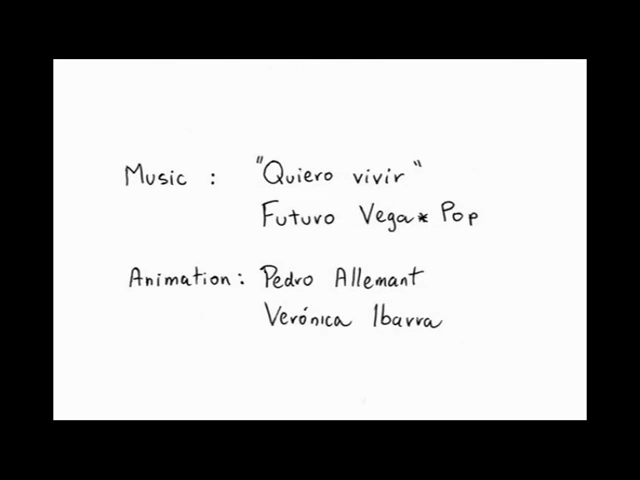 Music : "Quiero vivir"
Futuro Vega* Pop
Animation: Pedro Allemant
Verónica Ibarra